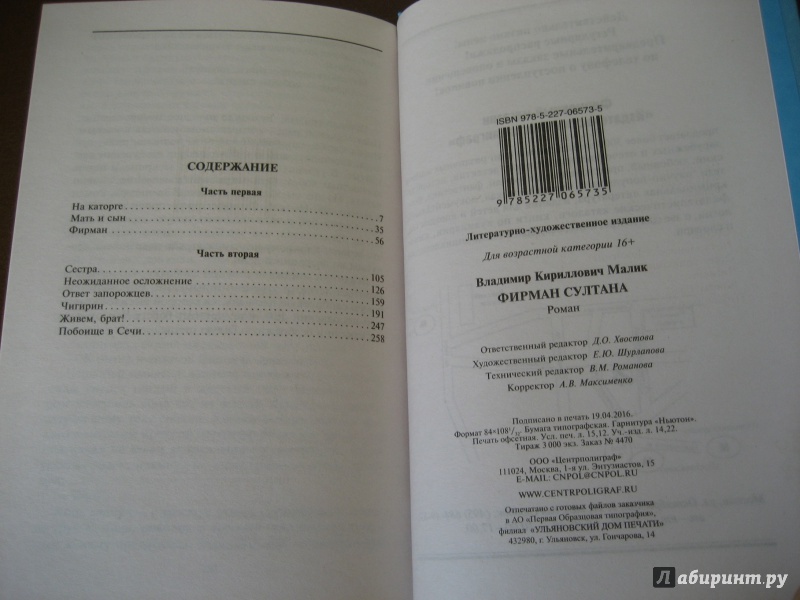 СОДЕРЖАНИЕ
Часть первая
На каторге 7
Мать и сын 35
Фирман 56
Часть вторая
Сестра 105
Неожиданное осложнение 126
Ответ запорожцев 159
Чигирин 191
Живем, брат! 247
Побоище в Сечи 258
ISBN 978-5-227-06573-5
9 785227 065735
Литературно-художественное издание
Для возрастной категории 16+
Владимир Кириллович Малик
ФИРМАН СУЛТАНА
Роман
Ответственный редактор Д.О. Хвостова
Художественный редактор Е.Ю. Шурлапова
Технический редактор В.М. Романова
Корректор А.В. Максименко
Подписано в печать 19.04.2016.
Формат 84×108 1/32. Бумага типографская. Гарнитура «Ньютон».
Печать офсетная. Усл. печ. л. 15,12. Уч.-изд. л. 14,22.
Тираж 3 000 экз. Заказ № 4470
ООО «Центрполиграф»
111024, Москва, 1-я ул. Энтузиастов, 15
E-MAIL: CNPOL@CNPOL.RU
WWW.CENTRPOLIGRAF.RU
Отпечатано с готовых файлов заказчика
в АО «Первая Образцовая типография»,
филиал «УЛЬЯНОВСКИЙ ДОМ ПЕЧАТИ»
432980, г. Ульяновск, ул. Гончарова, 14
Лабиринт.ру